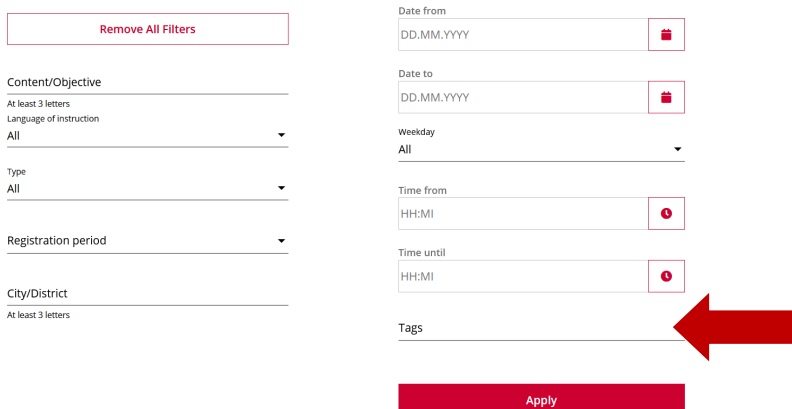 Remove All Filters
Content/Objective
At least 3 letters
Language of instruction
All
Type
All
Registration period
City/District
At least 3 letters
Date from
DD.MM.YYYY
Date to
DD.MM.YYYY
Weekday
All
Time from
HH:MI
Time until
HH:MI
Tags
Apply